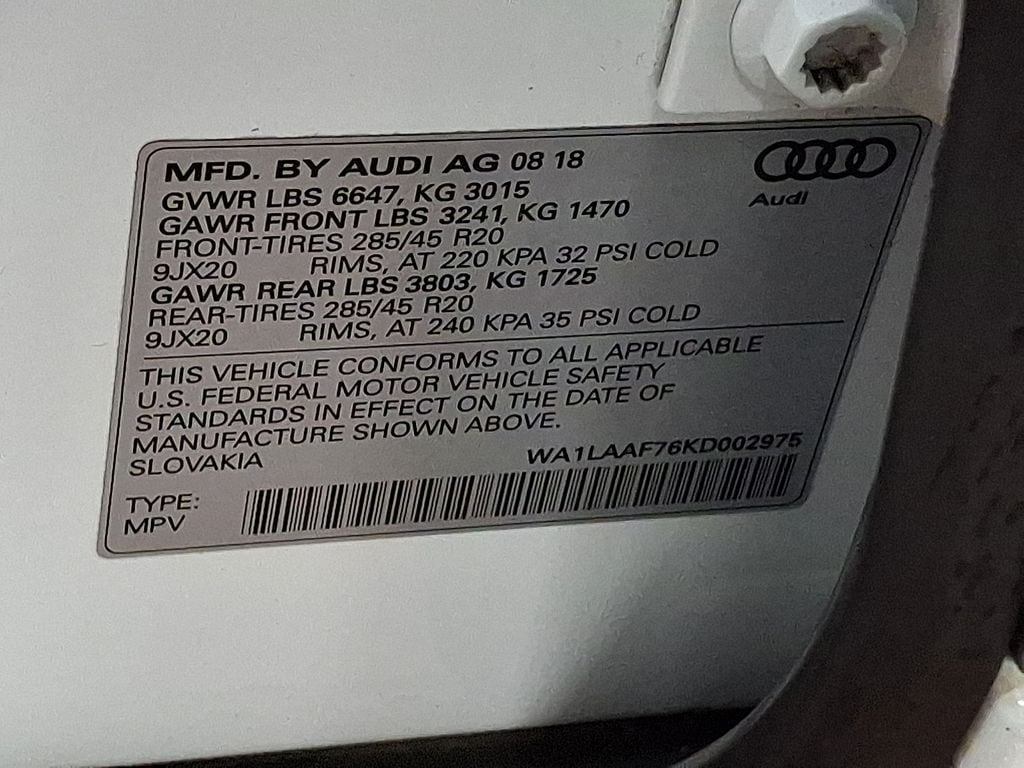 MFD. BY AUDI AG 08 18
GVWR LBS 6647, KG 3015
GAWR FRONT LBS 3241, KG 1470
FRONT-TIRES 285/45 R20
9JX20 RIMS, AT 220 KPA 32 PSI COLD
GAWR REAR LBS 3803, KG 1725
REAR-TIRES 285/45 R20
9JX20 RIMS, AT 240 KPA 35 PSI COLD
Audi
THIS VEHICLE CONFORMS TO ALL APPLICABLE
U.S. FEDERAL MOTOR VEHICLE SAFETY
STANDARDS IN EFFECT ON THE DATE OF
MANUFACTURE SHOWN ABOVE.
SLOVAKIA
WA1LAAF76KD002975
TYPE:
MPV